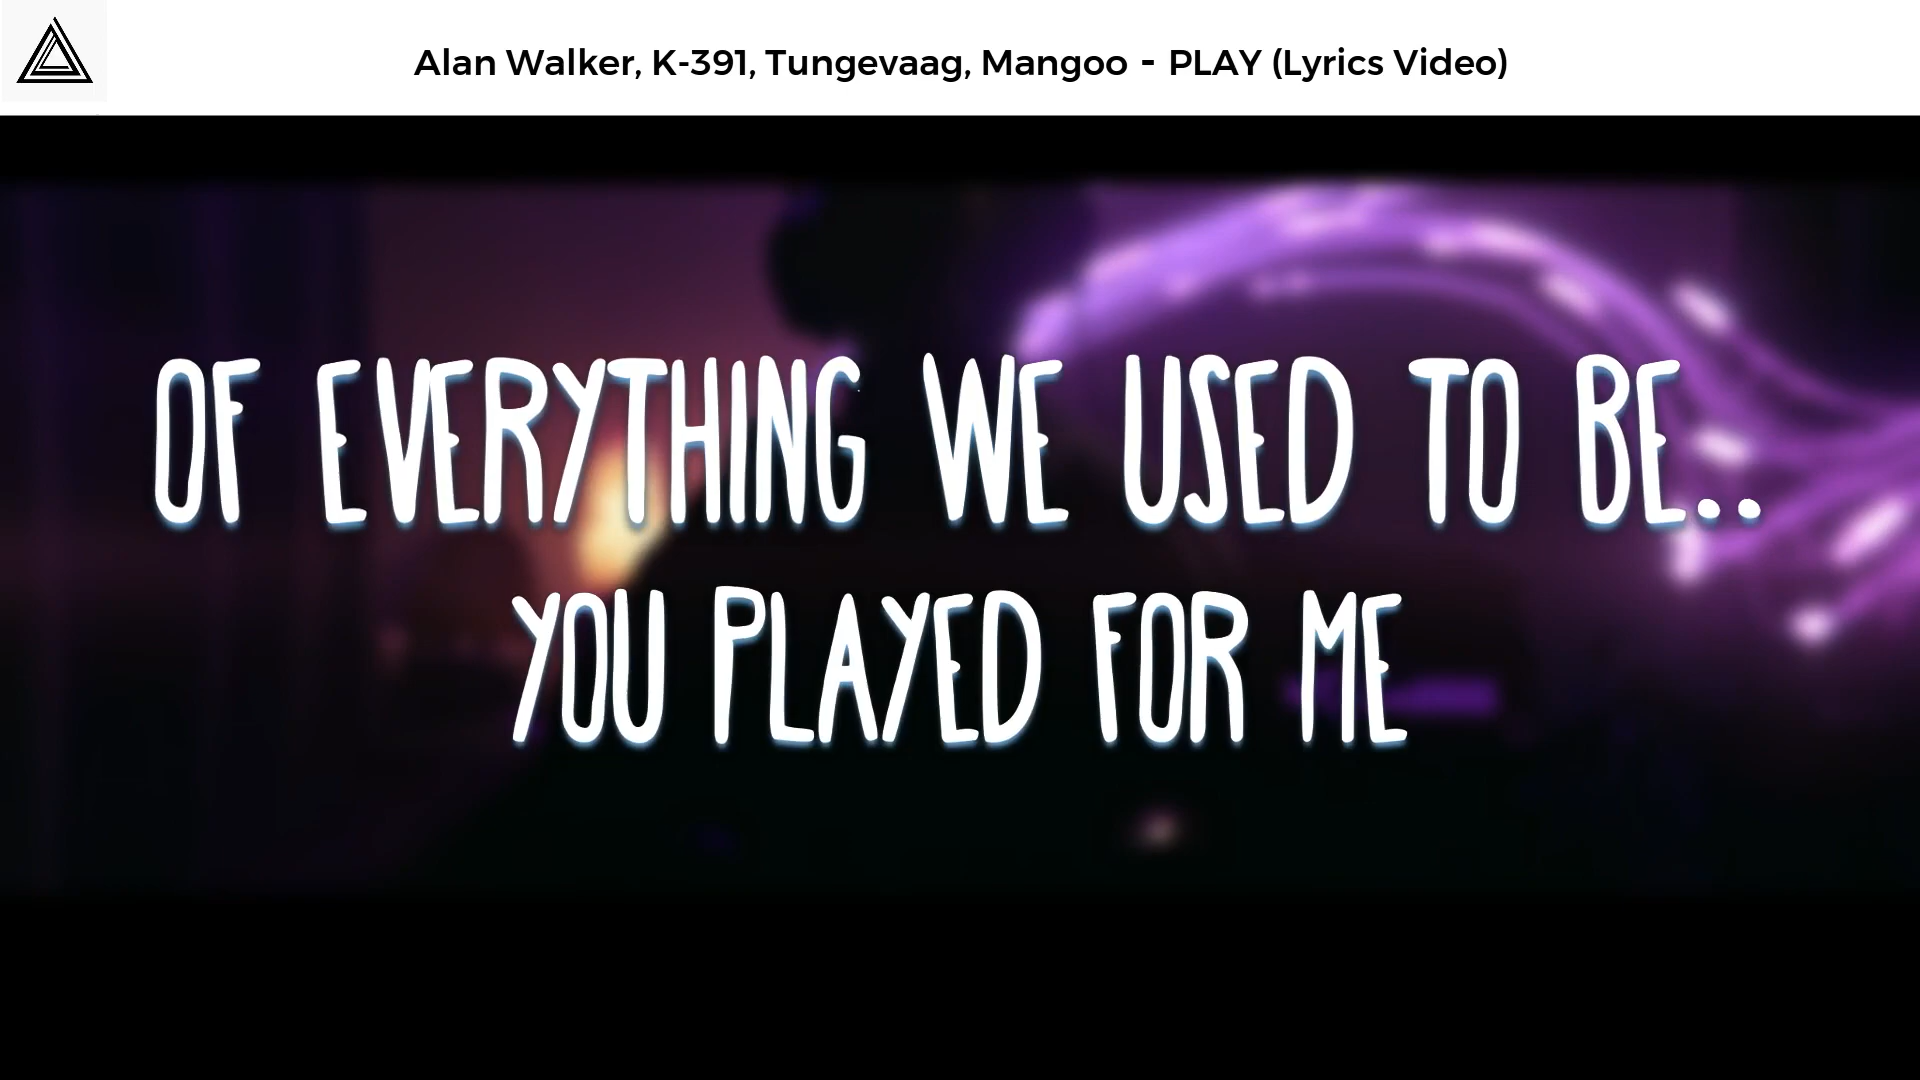 Alan Walker, K-391, Tungevaag, Mangoo - PLAY (Lyrics Video)
OF EVERYTHING WE USED TO BE..
YOU PLAYED FOR ME